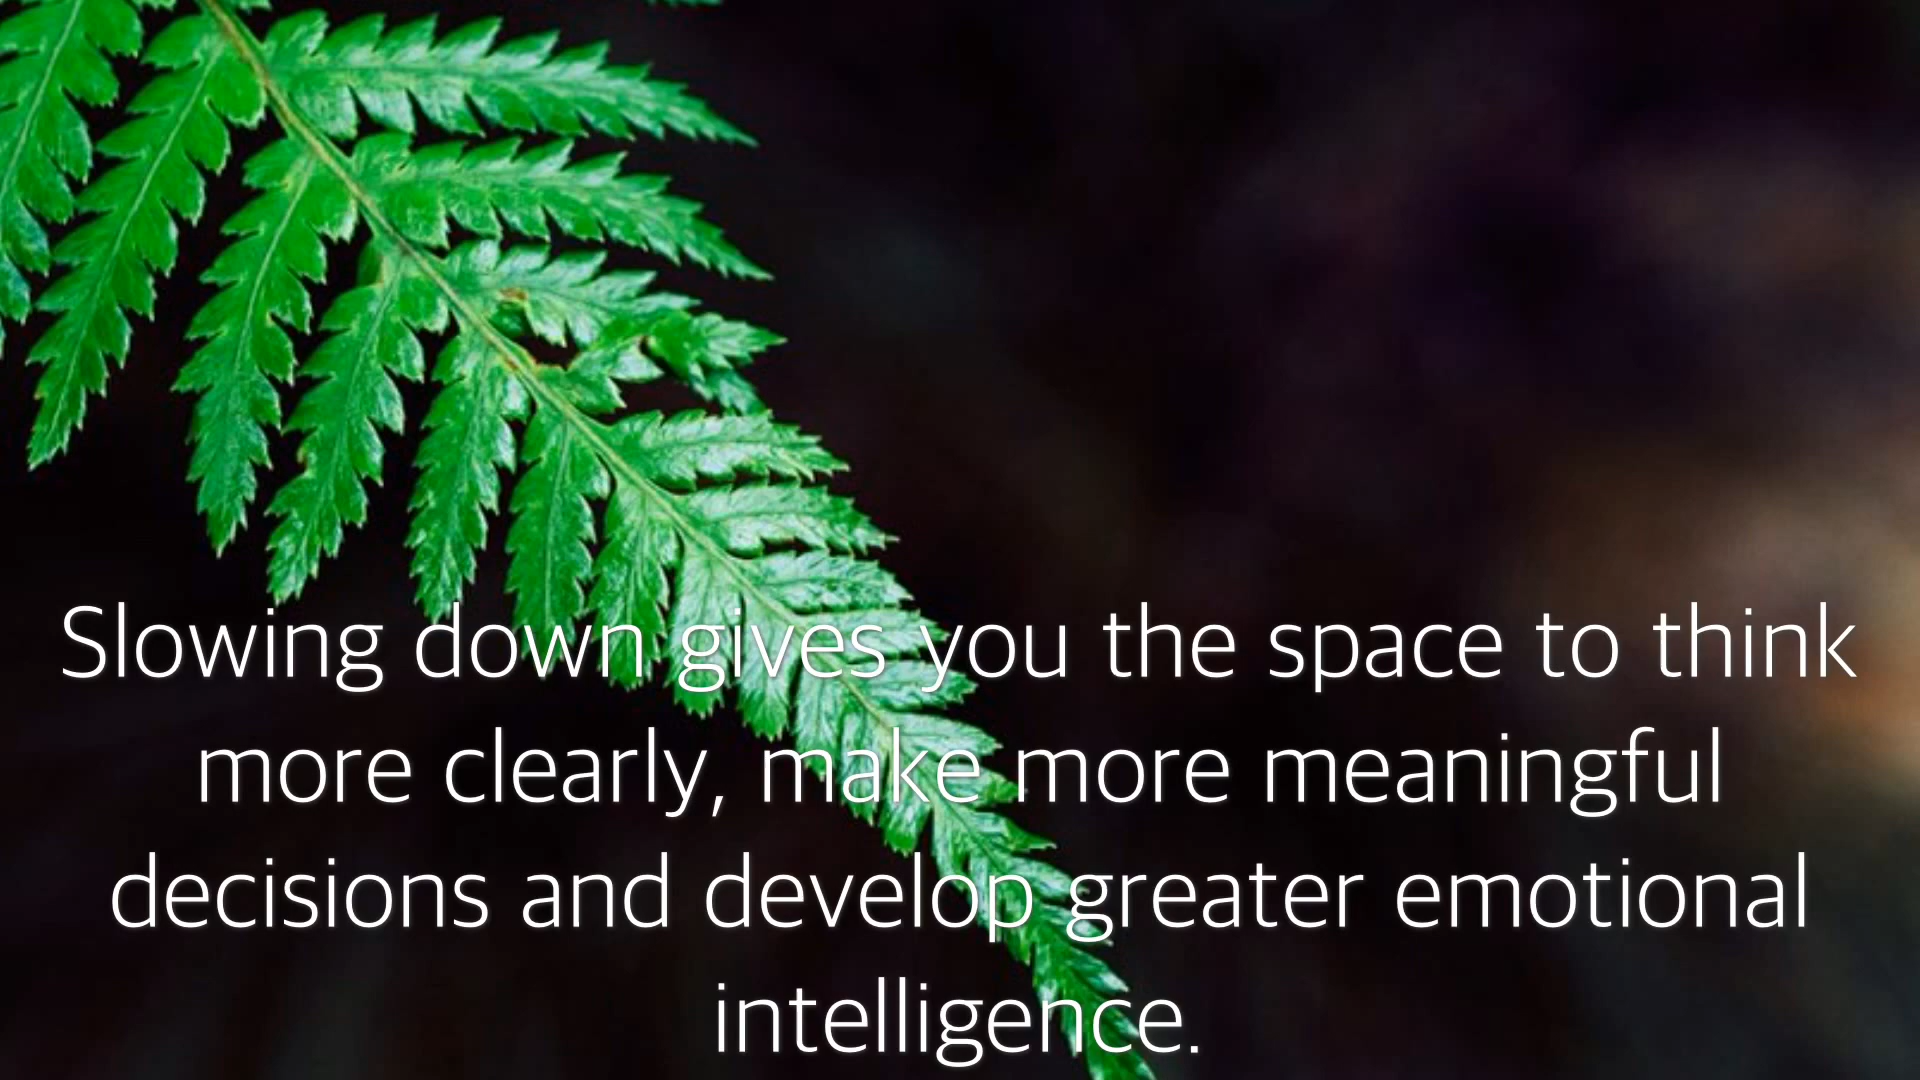 Slowing down gives you the space to think
more clearly, make more meaningful
decisions and develop greater emotional
intelligence.